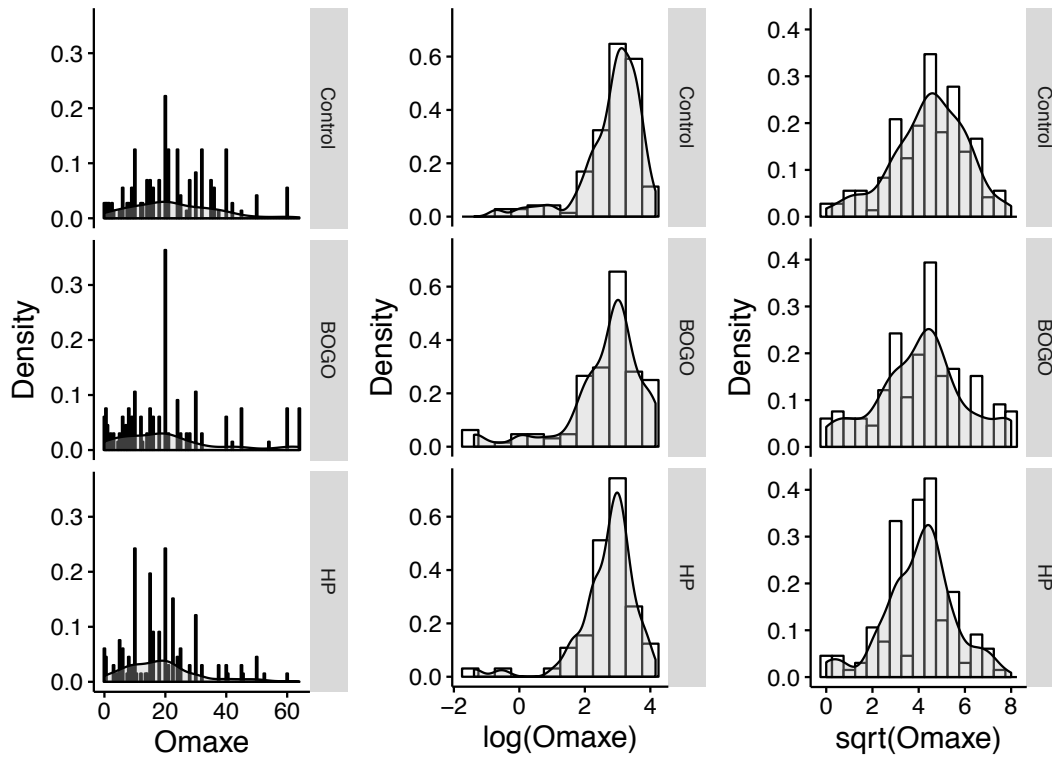 0.3
0.2
0.1
0.0
Control
0.3
0.2
0.1
0.0
BOGO
0.3
0.2
0.1
0.0
HP
Density
0 20 40 60
Omaxe
0.6
0.4
0.2
0.0
Control
0.6
0.4
0.2
0.0
BOGO
0.6
0.4
0.2
0.0
HP
Density
−2 0 2 4
log(Omaxe)
0.4
0.3
0.2
0.1
0.0
Control
0.4
0.3
0.2
0.1
0.0
BOGO
0.4
0.3
0.2
0.1
0.0
HP
Density
0 2 4 6 8
sqrt(Omaxe)